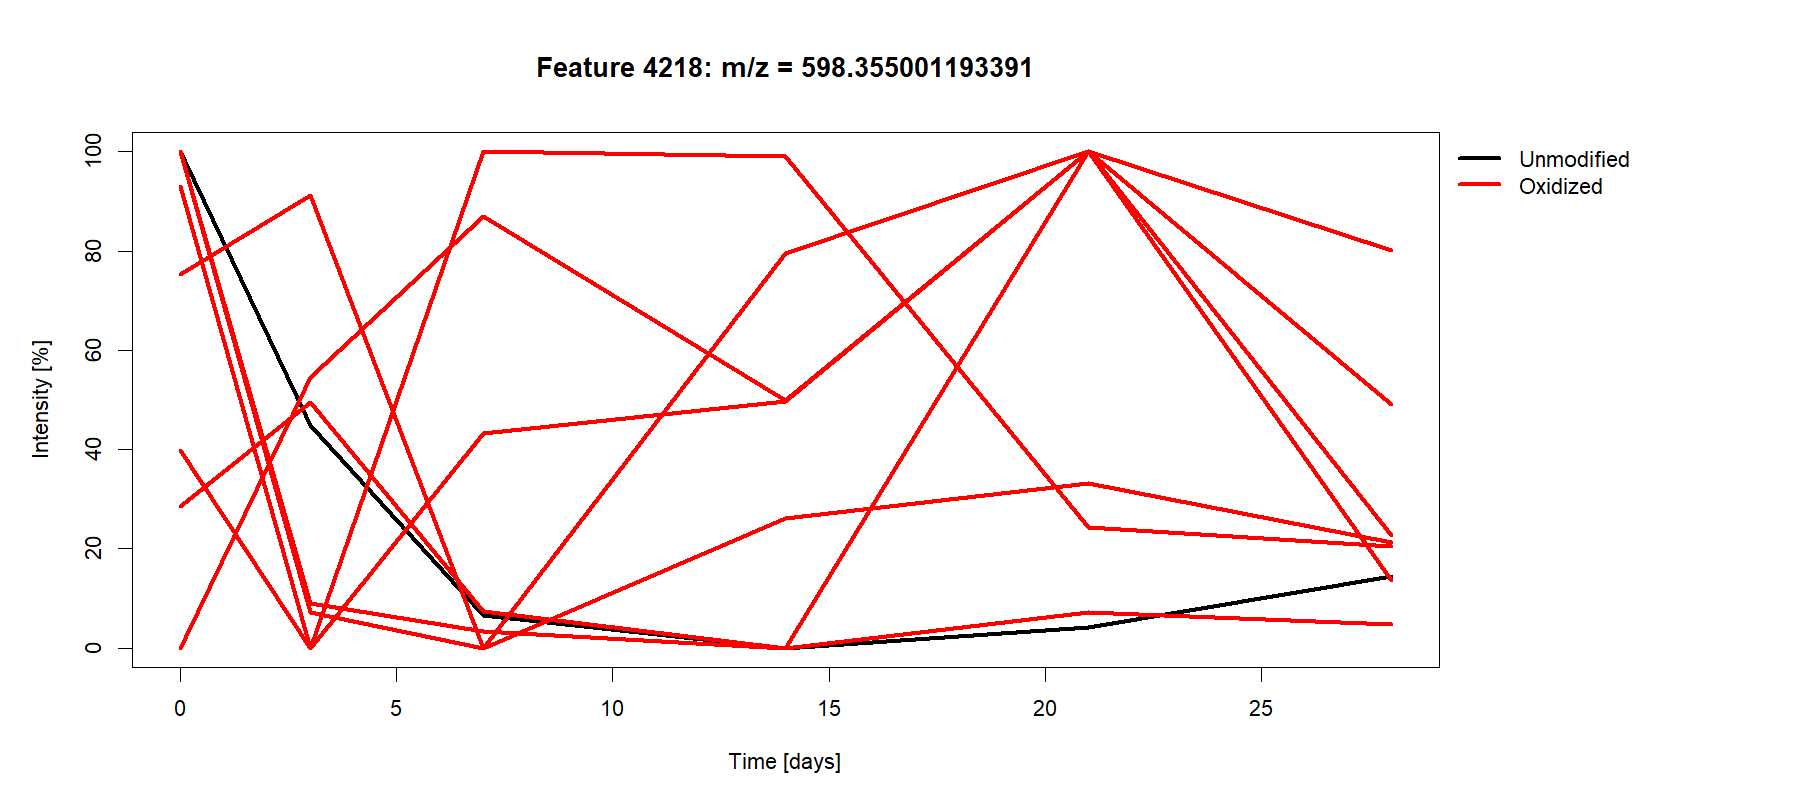 Feature 4218: m/z = 598.355001193391
Unmodified
Oxidized
Intensity [%]
100
80
60
40
20
0
0 5 10 15 20 25
Time [days]